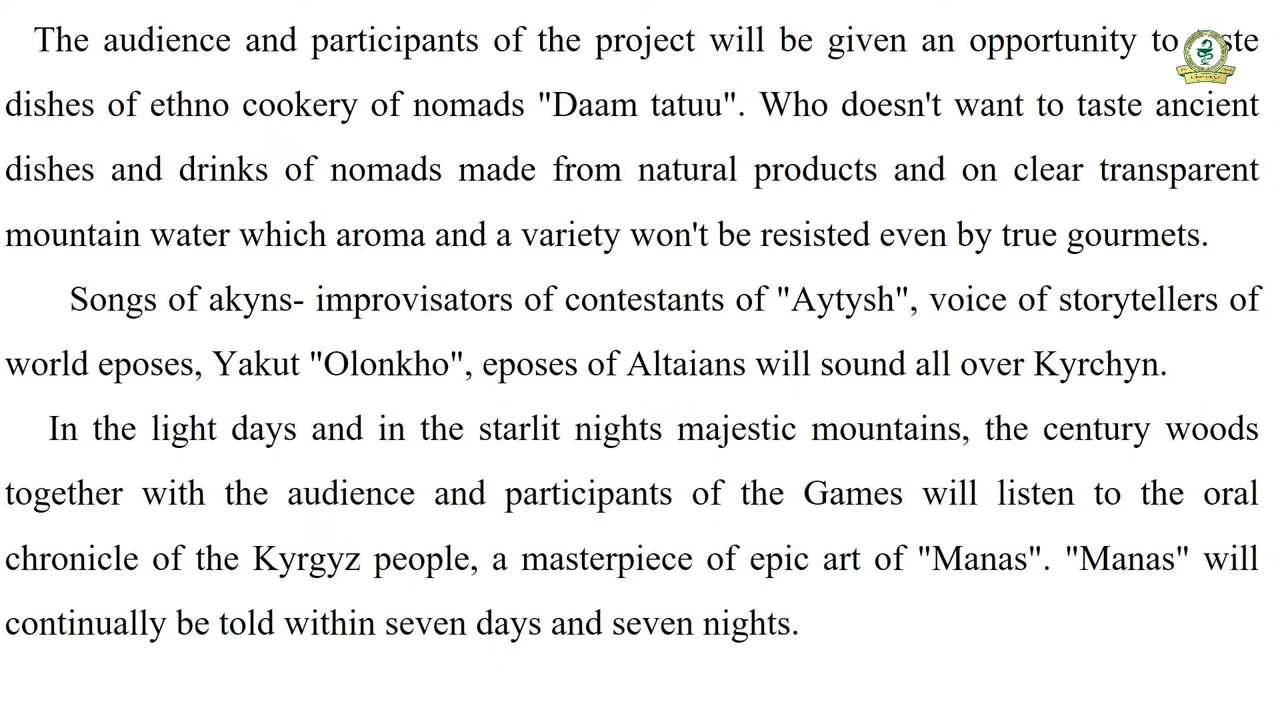 The audience and participants of the project will be given an opportunity to
dishes of ethno cookery of nomads "Daam tatuu". Who doesn't want to taste ancient
dishes and drinks of nomads made from natural products and on clear transparent
mountain water which aroma and a variety won't be resisted even by true gourmets.
Songs of akyns- improvisators of contestants of "Aytysh", voice of storytellers of
world eposes, Yakut "Olonkho", eposes of Altaians will sound all over Kyrchyn.
In the light days and in the starlit nights majestic mountains, the century woods
together with the audience and participants of the Games will listen to the oral
chronicle of the Kyrgyz people, a masterpiece of epic art of "Manas". "Manas" will
continually be told within seven days and seven nights.